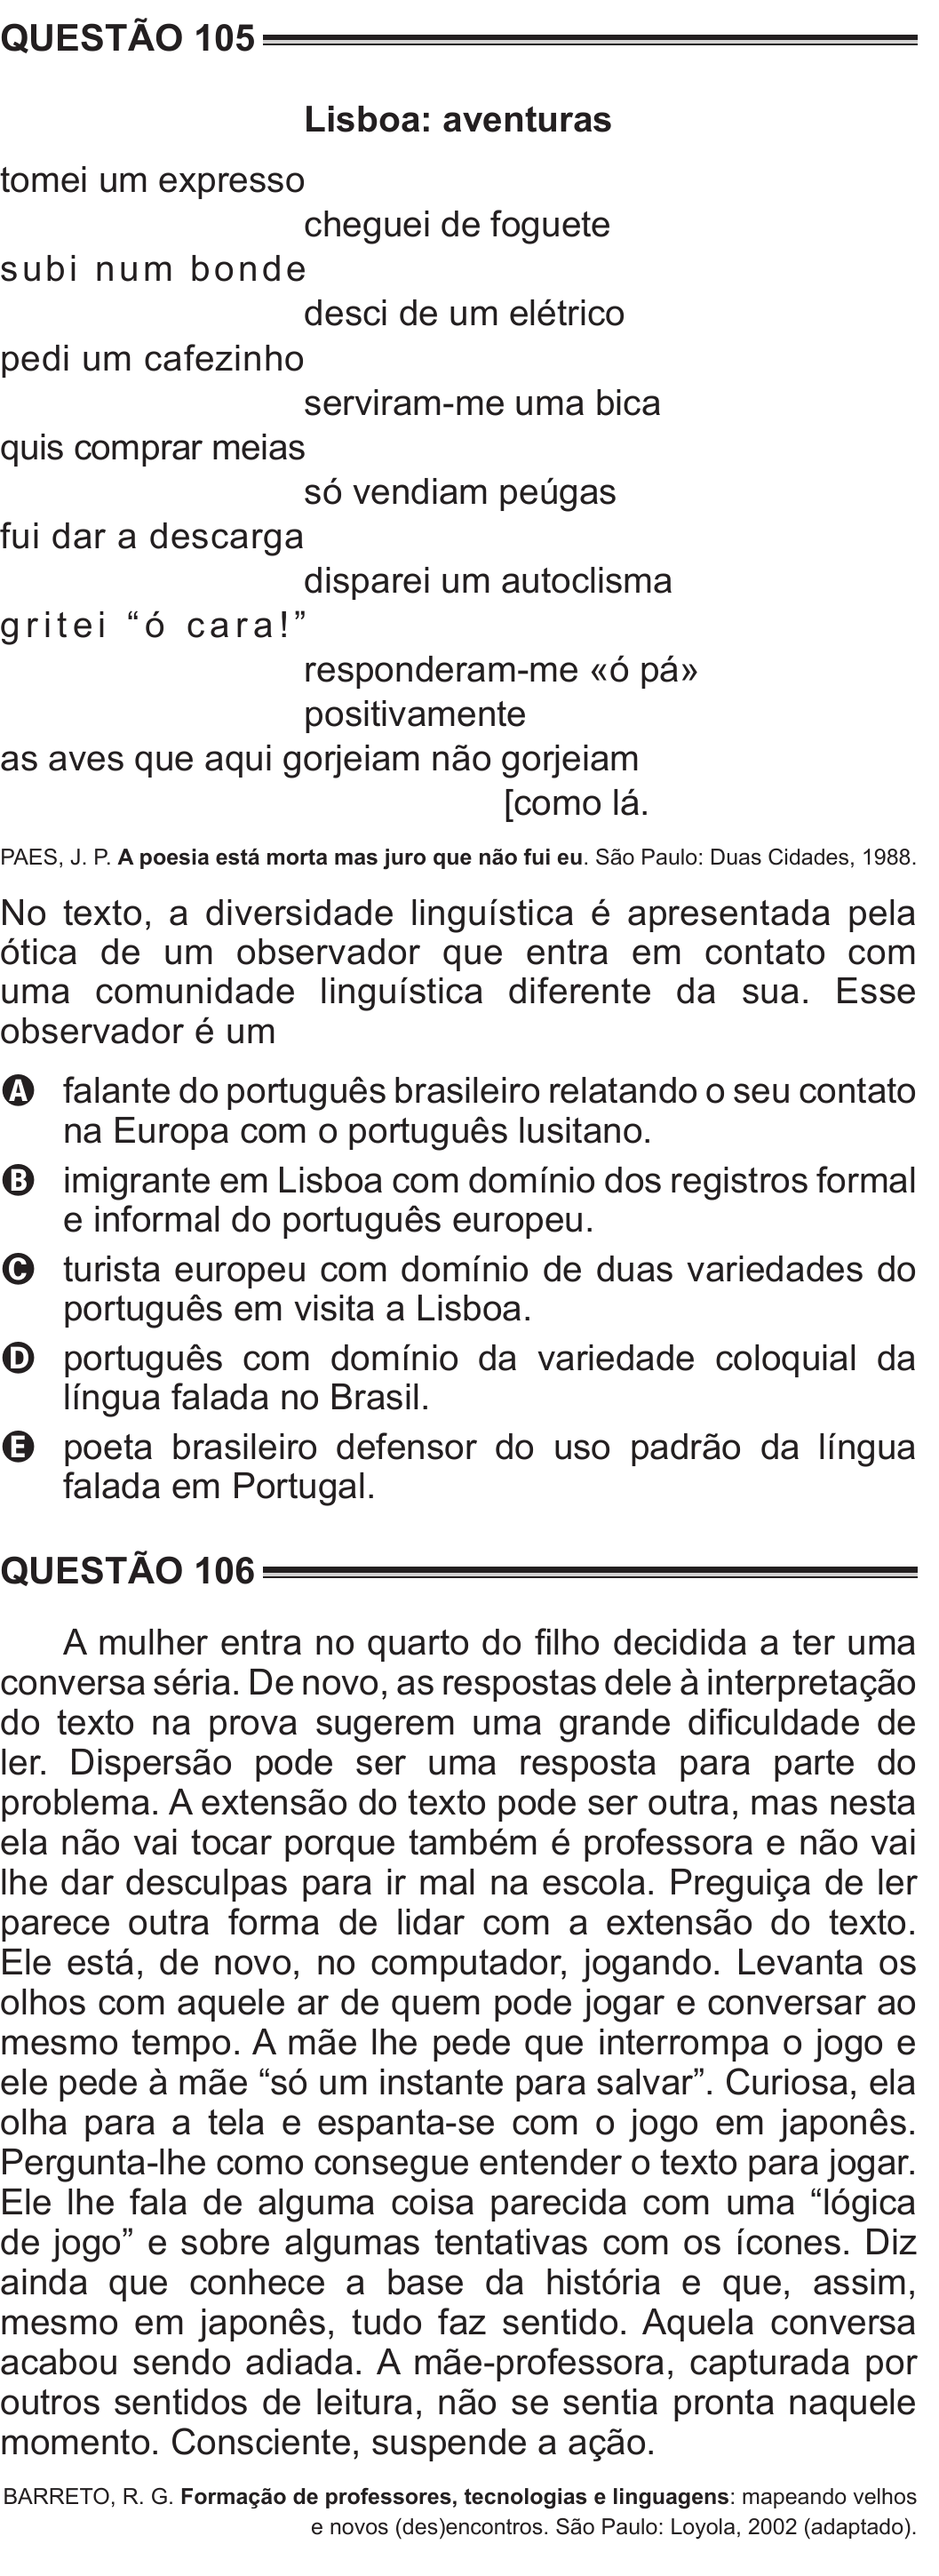 QUESTÃO 105
Lisboa: aventuras
tomei um expresso
cheguei de foguete
subi num bonde
desci de um elétrico
pedi um cafezinho
serviram-me uma bica
quis comprar meias
só vendiam peúgas
fui dar a descarga
disparei um autoclisma
gritei “ó cara!”
responderam-me «ó pá»
positivamente
as aves que aqui gorjeiam não gorjeiam
[como lá.
PAES, J. P. A poesia está morta mas juro que não fui eu. São Paulo: Duas Cidades, 1988.
No texto, a diversidade linguística é apresentada pela
ótica de um observador que entra em contato com
uma comunidade linguística diferente da sua. Esse
observador é um
A falante do português brasileiro relatando o seu contato
na Europa com o português lusitano.
B imigrante em Lisboa com domínio dos registros formal
e informal do português europeu.
C turista europeu com domínio de duas variedades do
português em visita a Lisboa.
D português com domínio da variedade coloquial da
língua falada no Brasil.
E poeta brasileiro defensor do uso padrão da língua
falada em Portugal.
QUESTÃO 106
A mulher entra no quarto do filho decidida a ter uma
conversa séria. De novo, as respostas dele à interpretação
do texto na prova sugerem uma grande dificuldade de
ler. Dispersão pode ser uma resposta para parte do
problema. A extensão do texto pode ser outra, mas nesta
ela não vai tocar porque também é professora e não vai
lhe dar desculpas para ir mal na escola. Preguiça de ler
parece outra forma de lidar com a extensão do texto.
Ele está, de novo, no computador, jogando. Levanta os
olhos com aquele ar de quem pode jogar e conversar ao
mesmo tempo. A mãe lhe pede que interrompa o jogo e
ele pede à mãe “só um instante para salvar”. Curiosa, ela
olha para a tela e espanta-se com o jogo em japonês.
Pergunta-lhe como consegue entender o texto para jogar.
Ele lhe fala de alguma coisa parecida com uma “lógica
de jogo” e sobre algumas tentativas com os ícones. Diz
ainda que conhece a base da história e que, assim,
mesmo em japonês, tudo faz sentido. Aquela conversa
acabou sendo adiada. A mãe-professora, capturada por
outros sentidos de leitura, não se sentia pronta naquele
momento. Consciente, suspende a ação.
BARRETO, R. G. Formação de professores, tecnologias e linguagens: mapeando velhos
e novos (des)encontros. São Paulo: Loyola, 2002 (adaptado).